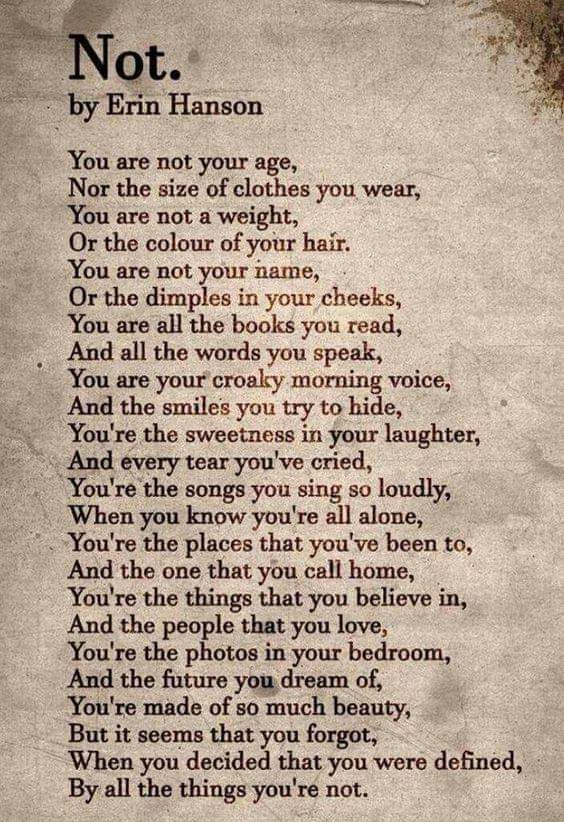 Not.
by Erin Hanson
You are not your age,
Nor the size of clothes you wear,
You are not a weight,
Or the colour of your hair.
You are not your name,
Or the dimples in your cheeks,
You are all the books you read,
And all the words you speak,
You are your croaky morning voice,
And the smiles you try to hide,
You're the sweetness in your laughter,
And every tear you've cried,
You're the songs you sing so loudly,
When you know you're all alone,
You're the places that you've been to,
And the one that you call home,
You're the things that you believe in,
And the people that you love,
You're the photos in your bedroom,
And the future you dream of,
You're made of so much beauty,
But it seems that you forgot,
When you decided that you were defined,
By all the things you're not.